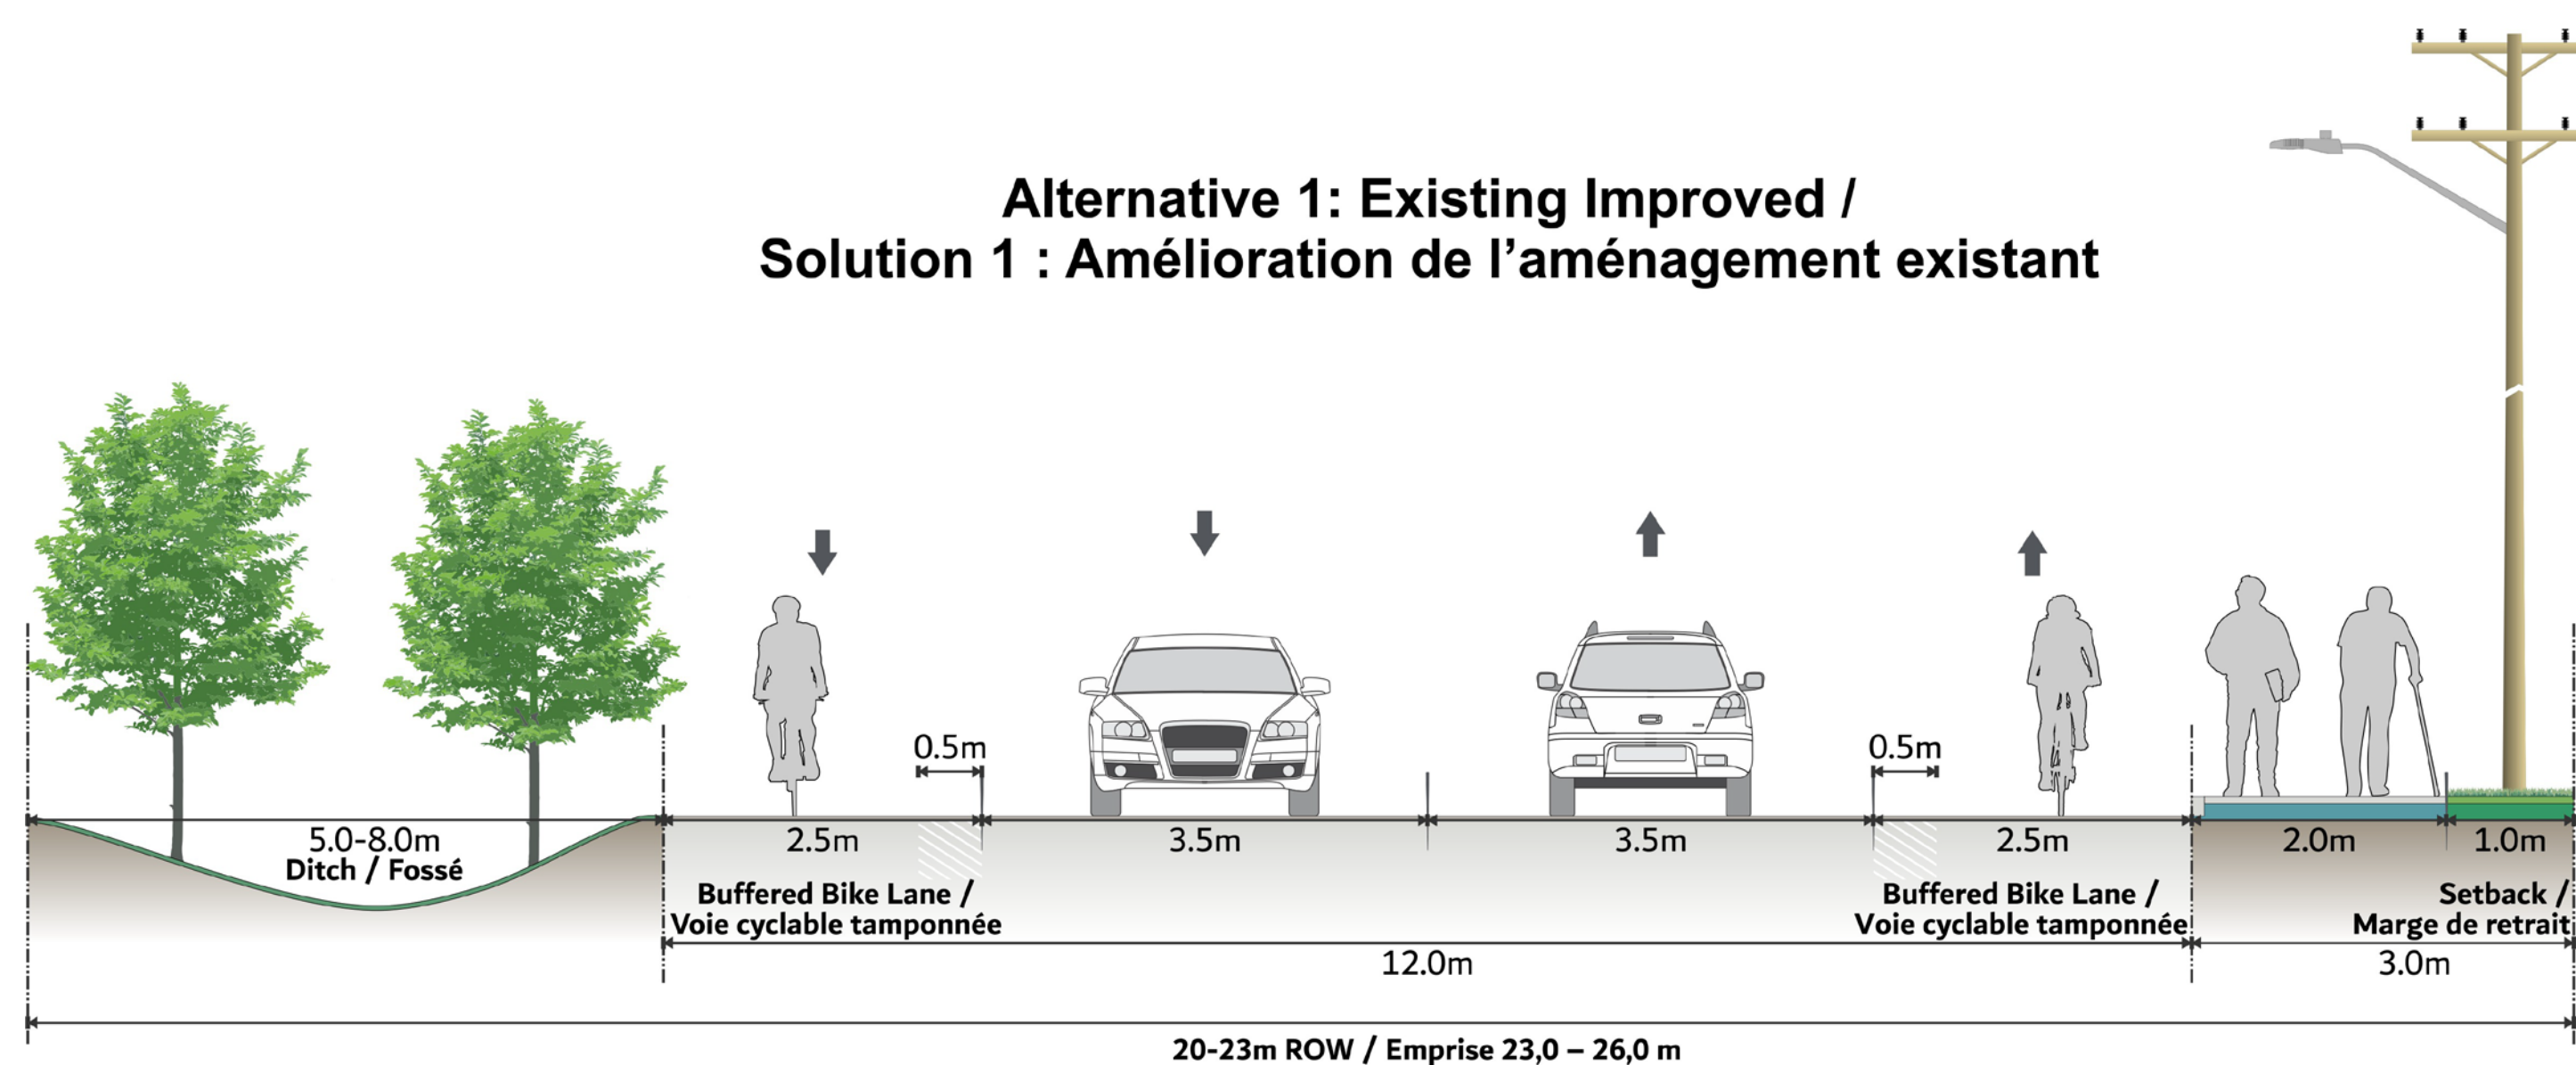 Alternative 1: Existing Improved /
Solution 1 : Amélioration de l’aménagement existant
0.5m
0.5m
5.0-8.0m
Ditch / Fossé
2.5m
3.5m
3.5m
2.5m
2.0m
1.0m
Buffered Bike Lane /
Voie cyclable tamponnée
Buffered Bike Lane /
Voie cyclable tamponnée
Setback /
Marge de retrait
12.0m
3.0m
20-23m ROW / Emprise 23,0 – 26,0 m